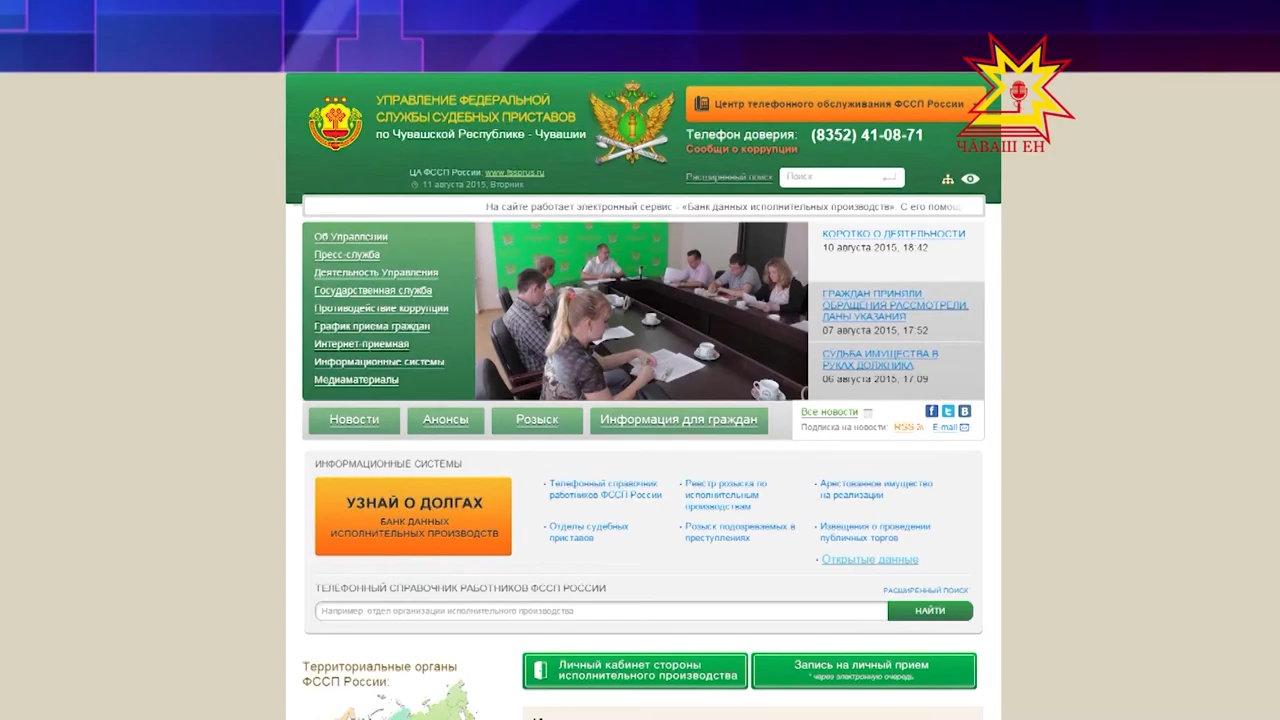 УПРАВЛЕНИЕ ФЕДЕРАЛЬНОЙ
СЛУЖБЫ СУДЕБНЫХ ПРИСТАВОВ
по Чувашской Республике - Чувашии
ЦА ФССП России: www.fssprus.ru
11 августа 2015, Вторник
Центр телефонного обслуживания ФССП России
Телефон доверия: (8352) 41-08-71
Сообщи о коррупции
Расширенный поиск
Поиск
ЧĂВАШ ЕН
На сайте работает электронный сервис - «Банк данных исполнительных производств». С его помощ
Об Управлении
Пресс-служба
Деятельность Управления
Государственная служба
Противодействие коррупции
График приема граждан
Интернет-приемная
Информационные системы
Медиаматериалы
КОРОТКО О ДЕЯТЕЛЬНОСТИ
10 августа 2015, 18:42
ГРАЖДАН ПРИНЯЛИ,
ОБРАЩЕНИЯ РАССМОТРЕЛИ,
ДАНЫ УКАЗАНИЯ
07 августа 2015, 17:52
СУДЬБА ИМУЩЕСТВА В
РУКАХ ДОЛЖНИКА
06 августа 2015, 17:09
Новости
Анонсы
Розыск
Информация для граждан
Все новости
Подписка на новости: RSS E-mail
ИНФОРМАЦИОННЫЕ СИСТЕМЫ
УЗНАЙ О ДОЛГАХ
БАНК ДАННЫХ
ИСПОЛНИТЕЛЬНЫХ ПРОИЗВОДСТВ
Телефонный справочник
работников ФССП России
Отделы судебных
приставов
Реестр розыска по
исполнительным
производствам
Розыск подозреваемых в
преступлениях
Арестованное имущество
на реализации
Извещения о проведении
публичных торгов
Открытые данные
ТЕЛЕФОННЫЙ СПРАВОЧНИК РАБОТНИКОВ ФССП РОССИИ
РАСШИРЕННЫЙ ПОИСК
Например: отдел организации исполнительного производства
НАЙТИ
Территориальные органы
ФССП России:
Личный кабинет стороны
исполнительного производства
Запись на личный прием
* через электронную очередь